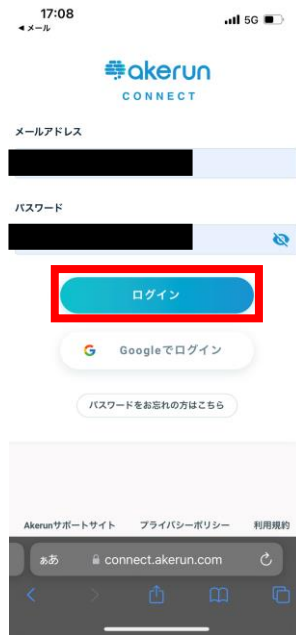 17:08
5G
◀ メール
akerun
CONNECT
メールアドレス
パスワード
ログイン
G Googleでログイン
パスワードをお忘れの方はこちら
Akerunサポートサイト プライバシーポリシー 利用規約
ぁあ connect.akerun.com